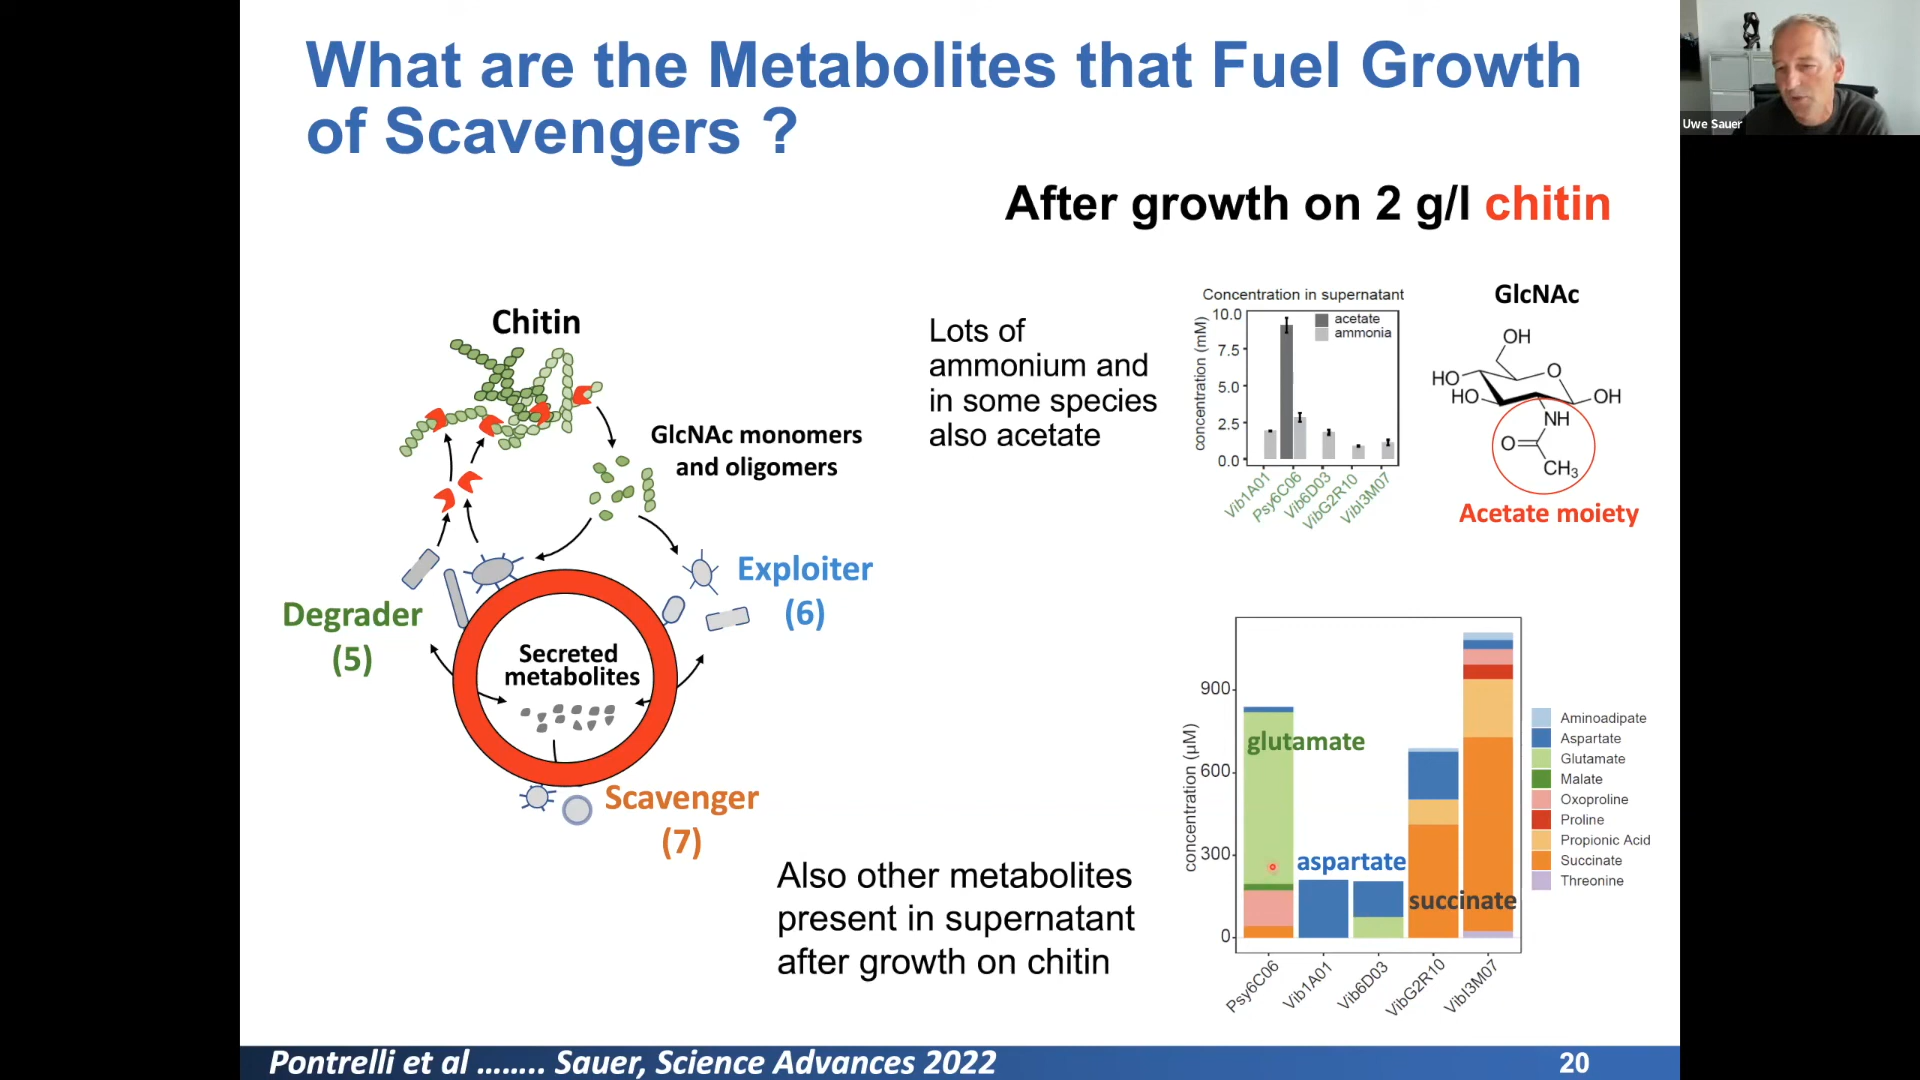 What are the Metabolites that Fuel Growth
of Scavengers ?
Uwe Sauer
After growth on 2 g/l chitin
Chitin
GlcNAc monomers
and oligomers
Degrader
(5)
Exploiter
(6)
Secreted
metabolites
Scavenger
(7)
Lots of
ammonium and
in some species
also acetate
Concentration in supernatant
concentration (mM)
10.0
7.5
5.0
2.5
0.0
acetate
ammonia
Vib1A01
Psy6C06
Vib6D03
VibG2R10
VibI3M07
GlcNAc
OH
O
HO
HO
OH
NH
O
CH3
Acetate moiety
Also other metabolites
present in supernatant
after growth on chitin
concentration (µM)
900
600
300
0
glutamate
aspartate
succinate
Psy6C06
Vib1A01
Vib6D03
VibG2R10
VibI3M07
Aminoadipate
Aspartate
Glutamate
Malate
Oxoproline
Proline
Propionic Acid
Succinate
Threonine
Pontrelli et al …….. Sauer, Science Advances 2022
20